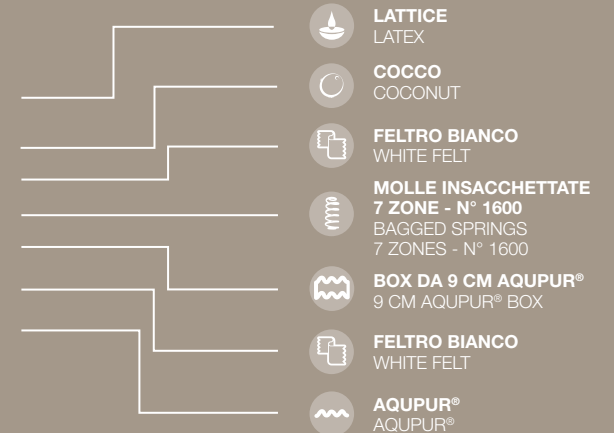 LATTICE
LATEX
COCCO
COCONUT
FELTRO BIANCO
WHITE FELT
MOLLE INSACCHETTATE
7 ZONE - N° 1600
BAGGED SPRINGS
7 ZONES - N° 1600
BOX DA 9 CM AQUPUR®
9 CM AQUPUR® BOX
FELTRO BIANCO
WHITE FELT
AQUPUR®
AQUPUR®